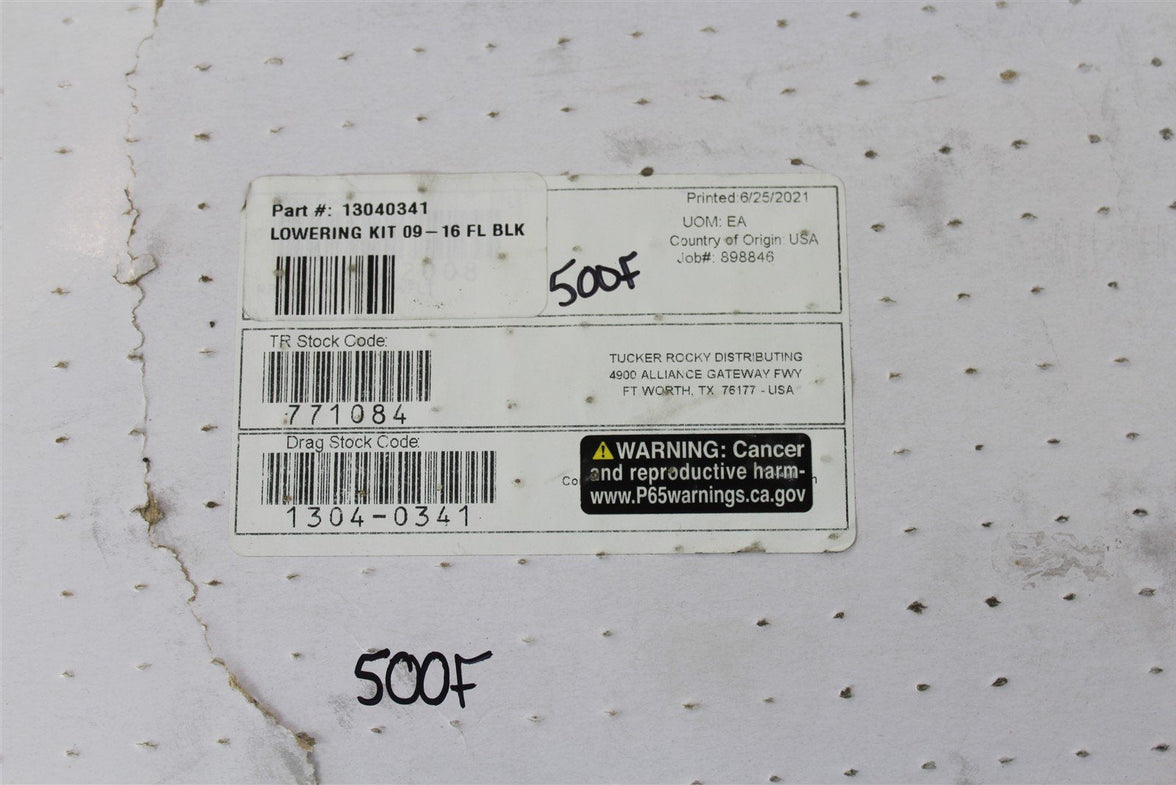 Part #: 13040341
LOWERING KIT 09-16 FL BLK
Printed:6/25/2021
UOM: EA
Country of Origin: USA
Job#: 898846
500F
TR Stock Code:
771084
TUCKER ROCKY DISTRIBUTING
4900 ALLIANCE GATEWAY FWY
FT WORTH, TX 76177 - USA
Drag Stock Code:
1304-0341
⚠WARNING: Cancer
and reproductive harm-
www.P65warnings.ca.gov
500F